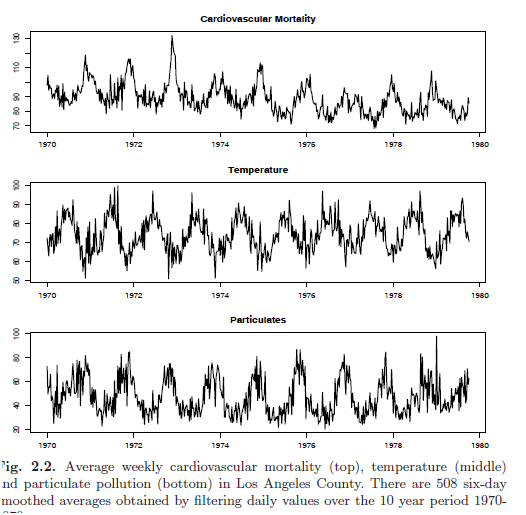 Cardiovascular Mortality
130
110
90
80
70
1970 1972 1974 1976 1978 1980
Temperature
100
90
80
70
60
50
1970 1972 1974 1976 1978 1980
Particulates
100
80
60
40
20
1970 1972 1974 1976 1978 1980
ig. 2.2. Average weekly cardiovascular mortality (top), temperature (middle)
nd particulate pollution (bottom) in Los Angeles County. There are 508 six-day
moothed averages obtained by filtering daily values over the 10 year period 1970-